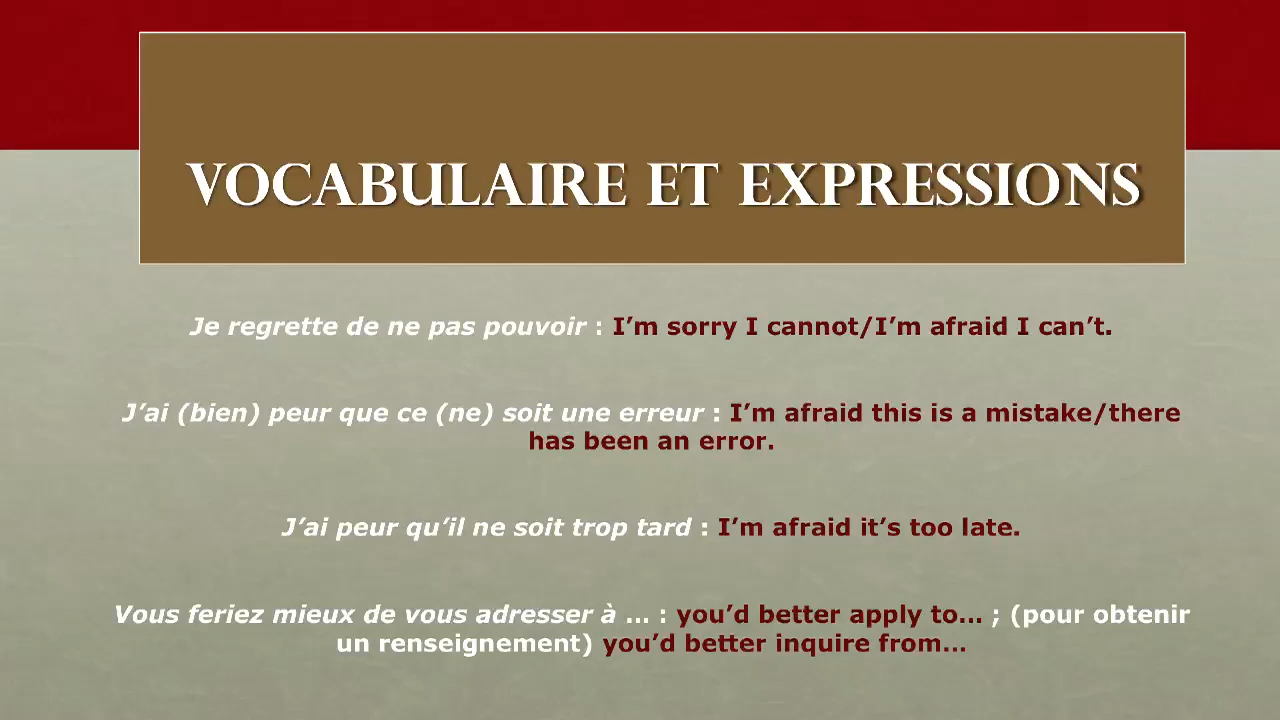 VOCABULAIRE ET EXPRESSIONS
Je regrette de ne pas pouvoir : I’m sorry I cannot/I’m afraid I can’t.
J’ai (bien) peur que ce (ne) soit une erreur : I’m afraid this is a mistake/there
has been an error.
J’ai peur qu’il ne soit trop tard : I’m afraid it’s too late.
Vous feriez mieux de vous adresser à … : you’d better apply to… ; (pour obtenir
un renseignement) you’d better inquire from…